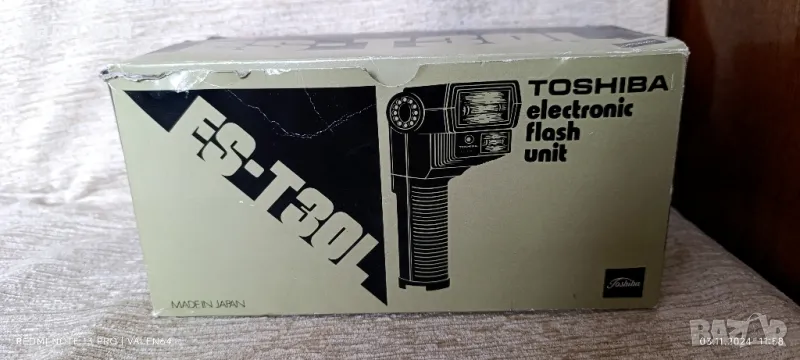 ES-T30L
TOSHIBA
electronic
flash
unit
MADE IN JAPAN
Toshiba
REDMI NOTE 13 PRO | VALEN64
03.11.2024 11:58
BAZAR